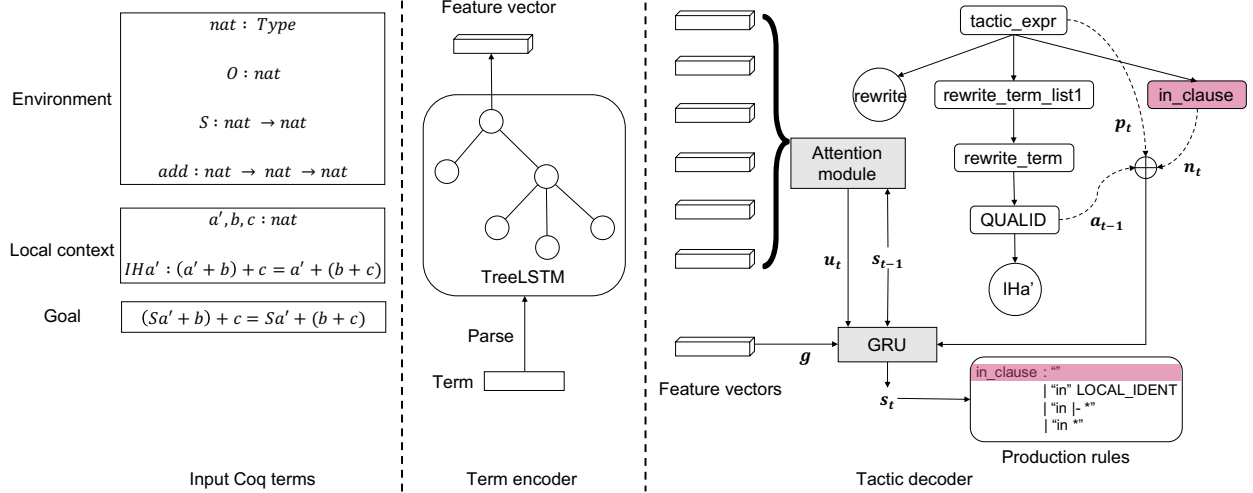 Environment
nat : Type
O : nat
S : nat → nat
add : nat → nat → nat
Local context
a′, b, c : nat
IHa′ : (a′ + b) + c = a′ + (b + c)
Goal
(Sa′ + b) + c = Sa′ + (b + c)
Input Coq terms
Feature vector
TreeLSTM
Parse
Term
Term encoder
Attention
module
u_t
s_{t−1}
g
GRU
Feature vectors
s_t
tactic_expr
rewrite
rewrite_term_list1
in_clause
p_t
rewrite_term
n_t
QUALID
a_{t−1}
IHa’
in_clause : “”
| “in” LOCAL_IDENT
| “in |- *”
| “in *”
Production rules
Tactic decoder